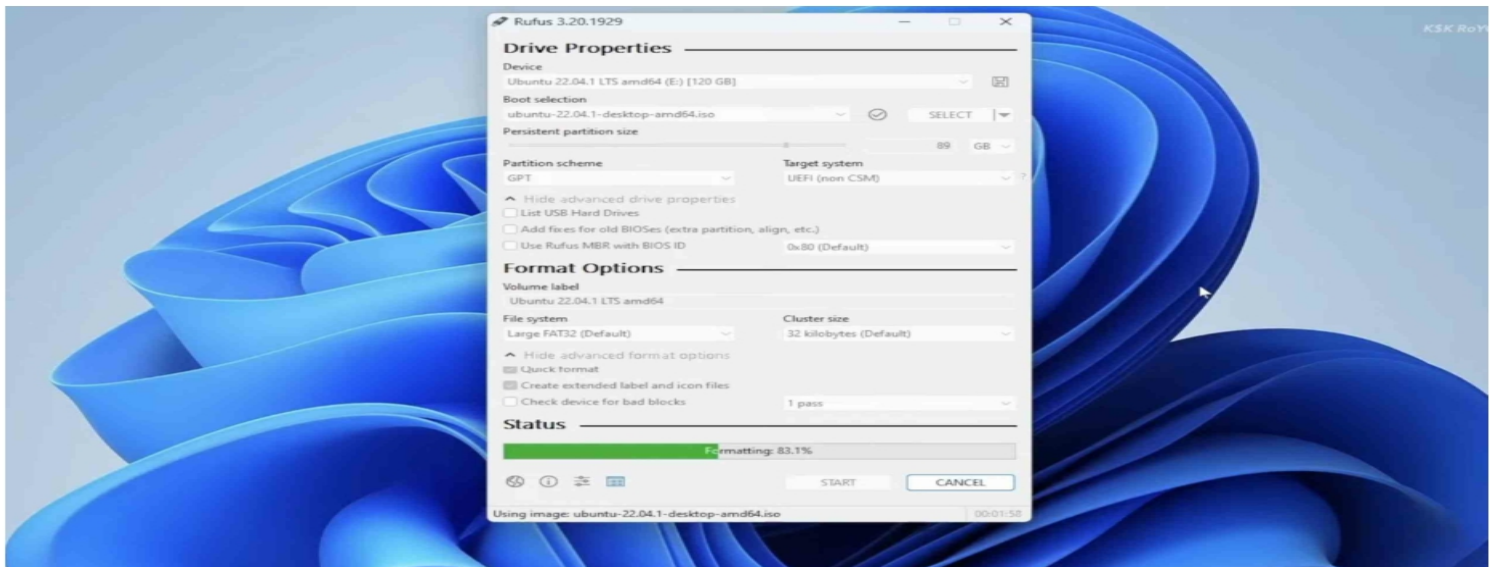 Rufus 3.20.1929
Drive Properties
Device
Ubuntu 22.04.1 LTS amd64 (E:) [120 GB]
Boot selection
ubuntu-22.04.1-desktop-amd64.iso SELECT
Persistent partition size
89 GB
Partition scheme Target system
GPT UEFI (non CSM) ?
Hide advanced drive properties
List USB Hard Drives
Add fixes for old BIOSes (extra partition, align, etc.)
Use Rufus MBR with BIOS ID 0x80 (Default)
Format Options
Volume label
Ubuntu 22.04.1 LTS amd64
File system Cluster size
Large FAT32 (Default) 32 kilobytes (Default)
Hide advanced format options
Quick format
Create extended label and icon files
Check device for bad blocks 1 pass
Status
Formatting: 83.1%
START CANCEL
Using image: ubuntu-22.04.1-desktop-amd64.iso 00:01:58
KSK